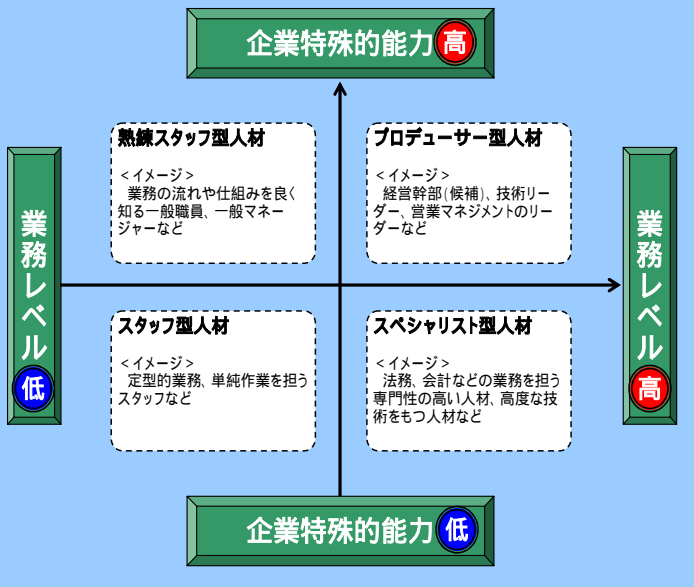 企業特殊的能力 高
熟練スタッフ型人材
＜イメージ＞
業務の流れや仕組みを良く
知る一般職員、一般マネー
ジャーなど
プロデューサー型人材
＜イメージ＞
経営幹部(候補)、技術リー
ダー、営業マネジメントのリー
ダーなど
業務レベル 低
業務レベル 高
スタッフ型人材
＜イメージ＞
定型的業務、単純作業を担う
スタッフなど
スペシャリスト型人材
＜イメージ＞
法務、会計などの業務を担う
専門性の高い人材、高度な技
術をもつ人材など
企業特殊的能力 低